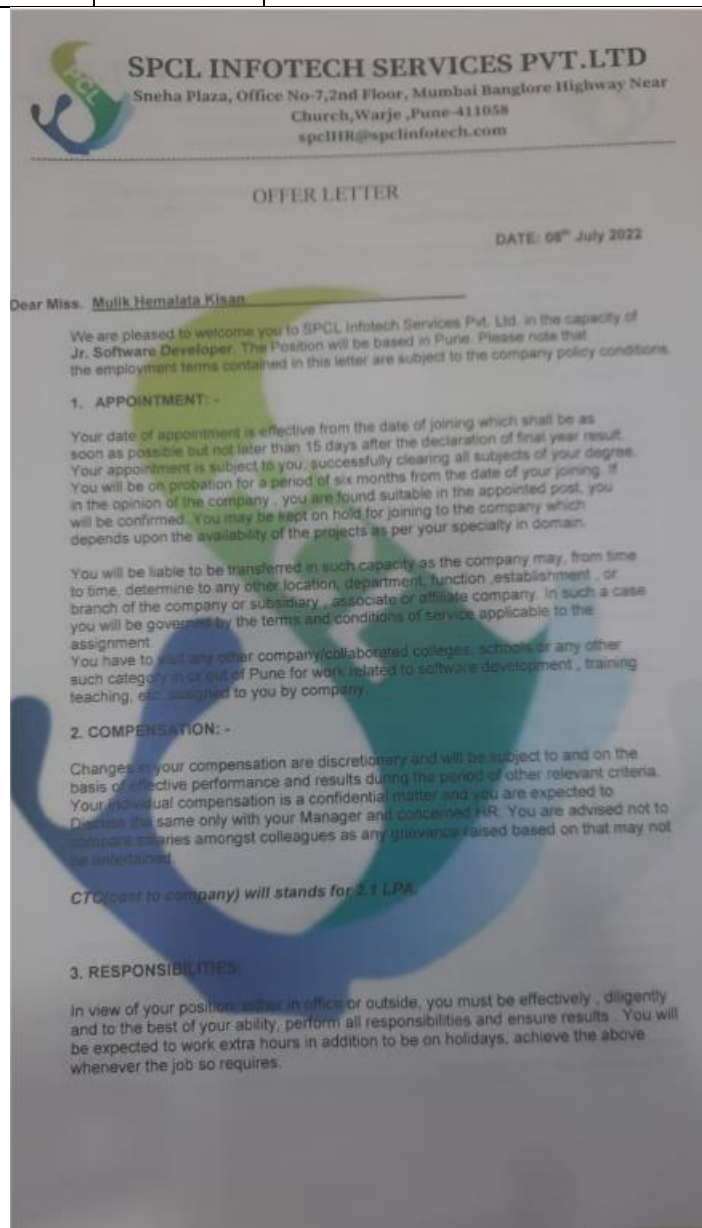 SPCL
SPCL INFOTECH SERVICES PVT.LTD
Sneha Plaza, Office No-7,2nd Floor, Mumbai Banglore Highway Near
Church,Warje ,Pune-411058
spclHR@spclinfotech.com
OFFER LETTER
DATE: 08th July 2022
Dear Miss. Mulik Hemalata Kisan
We are pleased to welcome you to SPCL Infotech Services Pvt. Ltd. in the capacity of
Jr. Software Developer. The Position will be based in Pune. Please note that
the employment terms contained in this letter are subject to the company policy conditions.
1. APPOINTMENT: -
Your date of appointment is effective from the date of joining which shall be as
soon as possible but not later than 15 days after the declaration of final year result.
Your appointment is subject to you, successfully clearing all subjects of your degree.
You will be on probation for a period of six months from the date of your joining. If
in the opinion of the company , you are found suitable in the appointed post, you
will be confirmed. You may be kept on hold for joining to the company which
depends upon the availability of the projects as per your specialty in domain.
You will be liable to be transferred in such capacity as the company may, from time
to time, determine to any other location, department, function ,establishment , or
branch of the company or subsidiary , associate or affiliate company. In such a case
you will be governed by the terms and conditions of service applicable to the
assignment.
You have to visit any other company/collaborated colleges, schools or any other
such category in or out of Pune for work related to software development , training
teaching, etc. assigned to you by company.
2. COMPENSATION: -
Changes in your compensation are discretionary and will be subject to and on the
basis of effective performance and results during the period of other relevant criteria.
Your individual compensation is a confidential matter and you are expected to
Discuss the same only with your Manager and concerned HR. You are advised not to
compare salaries amongst colleagues as any grievance raised based on that may not
be entertained.
CTC(cost to company) will stands for 2.1 LPA.
3. RESPONSIBILITIES:
In view of your position, either in office or outside, you must be effectively , diligently
and to the best of your ability, perform all responsibilities and ensure results . You will
be expected to work extra hours in addition to be on holidays, achieve the above
whenever the job so requires.